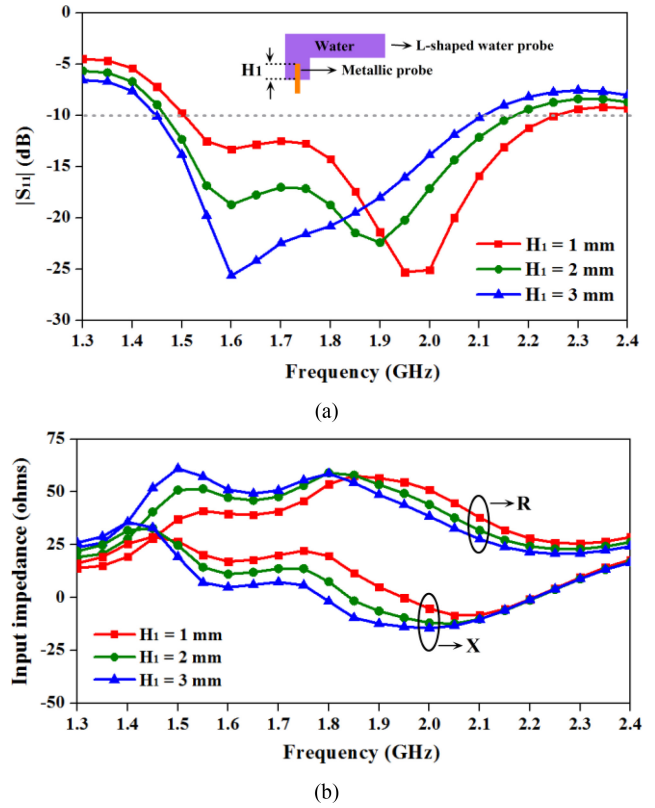 0
-5
-10
-15
-20
-25
-30
|S₁₁| (dB)
Water
L-shaped water probe
H1
Metallic probe
H₁ = 1 mm
H₁ = 2 mm
H₁ = 3 mm
1.3 1.4 1.5 1.6 1.7 1.8 1.9 2.0 2.1 2.2 2.3 2.4
Frequency (GHz)
(a)
75
50
25
0
-25
-50
Input impedance (ohms)
R
X
H₁ = 1 mm
H₁ = 2 mm
H₁ = 3 mm
1.3 1.4 1.5 1.6 1.7 1.8 1.9 2.0 2.1 2.2 2.3 2.4
Frequency (GHz)
(b)